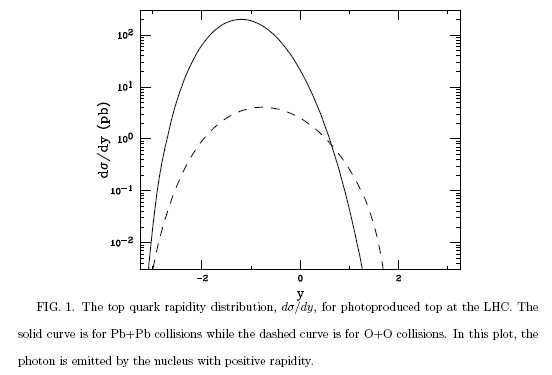 10²
10¹
10⁰
10⁻¹
10⁻²
dσ/dy (pb)
-2 0 2
y
FIG. 1. The top quark rapidity distribution, dσ/dy, for photoproduced top at the LHC. The
solid curve is for Pb+Pb collisions while the dashed curve is for O+O collisions. In this plot, the
photon is emitted by the nucleus with positive rapidity.